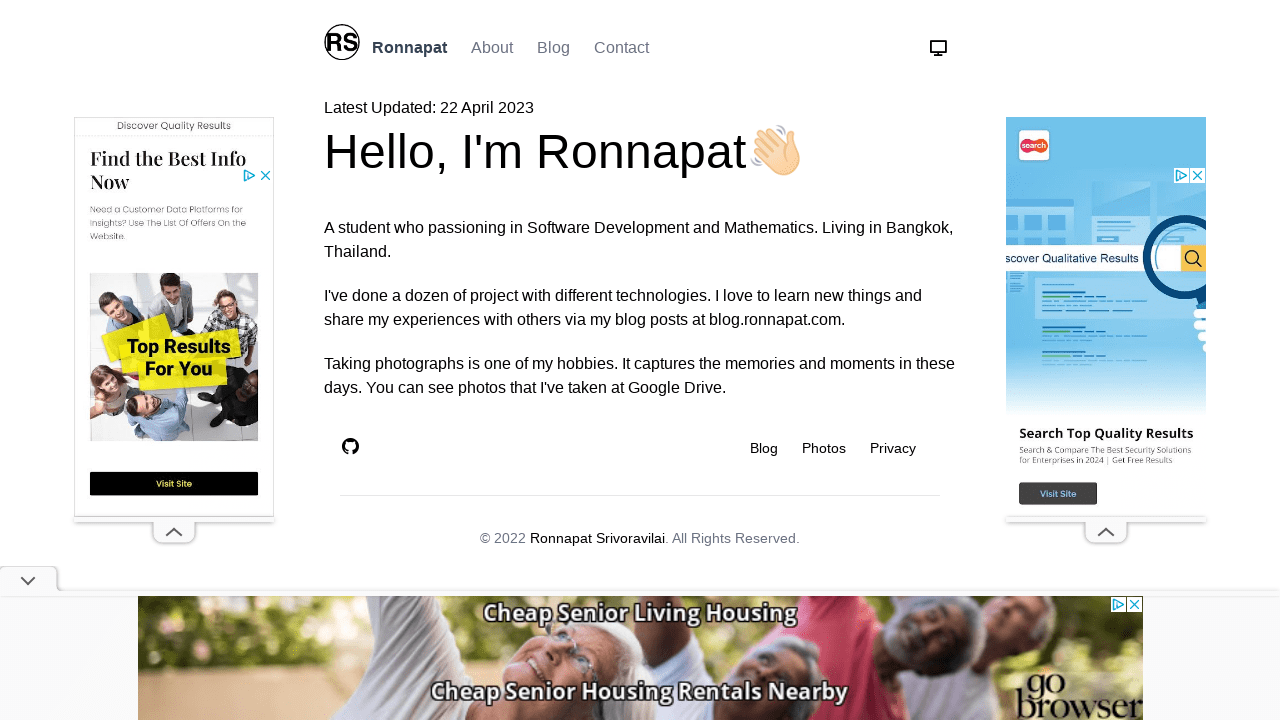 RS
Ronnapat
About
Blog
Contact
Latest Updated: 22 April 2023
Hello, I'm Ronnapat👋🏻
A student who passioning in Software Development and Mathematics. Living in Bangkok,
Thailand.
I've done a dozen of project with different technologies. I love to learn new things and
share my experiences with others via my blog posts at blog.ronnapat.com.
Taking photographs is one of my hobbies. It captures the memories and moments in these
days. You can see photos that I've taken at Google Drive.
Blog
Photos
Privacy
© 2022 Ronnapat Srivoravilai. All Rights Reserved.
Discover Quality Results
Find the Best Info
Now
Need a Customer Data Platforms for
Insights? Use The List Of Offers On the
Website.
Top Results
For You
Visit Site
search
scover Qualitative Results
Search Top Quality Results
Search & Compare The Best Security Solutions
for Enterprises in 2024 | Get Free Results
Visit Site
Cheap Senior Living Housing
Cheap Senior Housing Rentals Nearby
go
browser